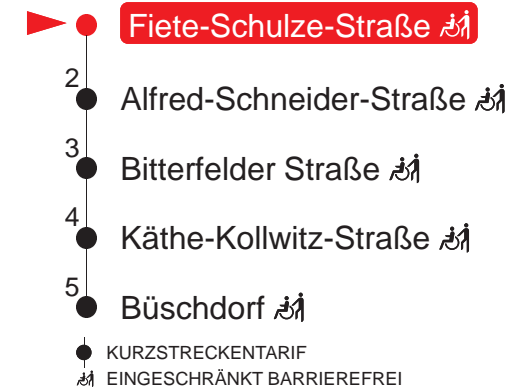 Fiete-Schulze-Straße
2
Alfred-Schneider-Straße
3
Bitterfelder Straße
4
Käthe-Kollwitz-Straße
5
Büschdorf
KURZSTRECKENTARIF
EINGESCHRÄNKT BARRIEREFREI